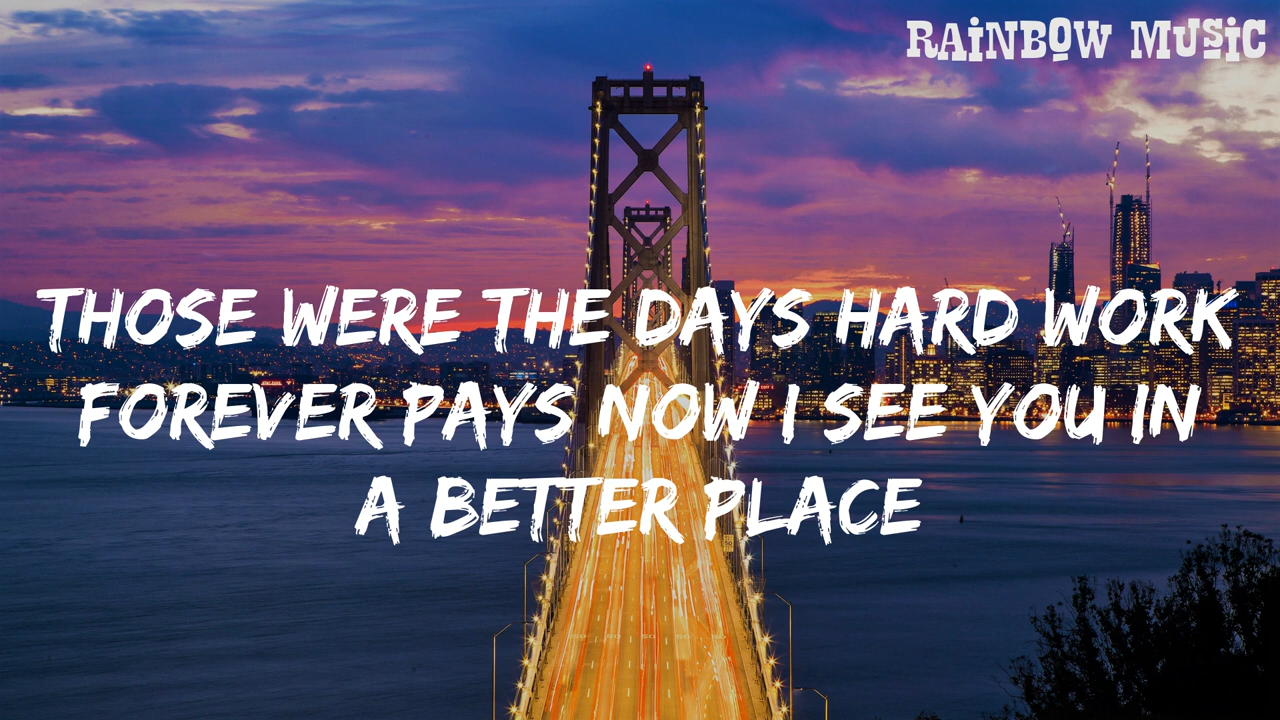 RAINBOW MUSIC
THOSE WERE THE DAYS HARD WORK
FOREVER PAYS NOW I SEE YOU IN
A BETTER PLACE